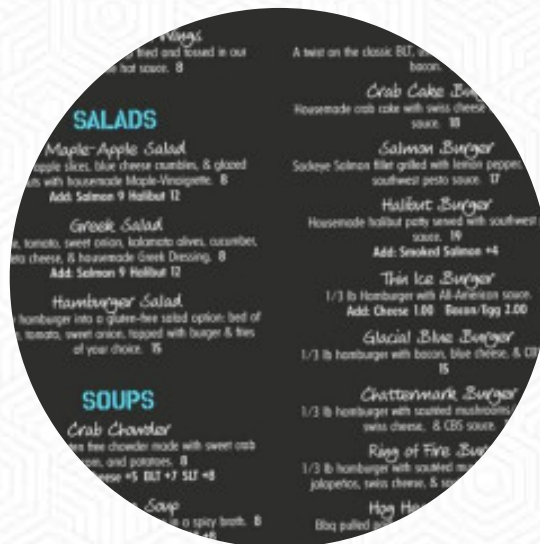 Wings
fried and tossed in our
hot sauce. 8
SALADS
Maple-Apple Salad
apple slices, blue cheese crumbles, & glazed
with housemade Maple-Vinaigrette. 8
Add: Salmon 9 Halibut 12
Greek Salad
tomato, sweet onion, kalamata olives, cucumber,
cheese, & housemade Greek Dressing. 8
Add: Salmon 9 Halibut 12
Hamburger Salad
hamburger into a gluten-free salad option: bed of
tomato, sweet onion, topped with burger & fries
of your choice. 15
SOUPS
Crab Chowder
free chowder made with sweet crab
and potatoes. 8
+5 BLT +7 SLT +8
Soup
in a spicy broth. 8
A twist on the classic BLT,
bacon.
Crab Cake
Housemade crab cake with swiss cheese
sauce. 18
Salmon Burger
Sockeye Salmon fillet grilled with lemon pepper,
southwest pesto sauce. 17
Halibut Burger
Housemade halibut patty served with southwest
sauce. 19
Add: Smoked Salmon +4
Thin Ice Burger
1/3 lb Hamburger with All-American sauce.
Add: Cheese 1.00 Bacon/Egg 2.00
Glacial Blue Burger
1/3 lb hamburger with bacon, blue cheese, &
15
Chattermark Burger
1/3 lb hamburger with sautéed mushrooms,
swiss cheese, & CBS sauce.
Ring of Fire
1/3 lb hamburger with sautéed
jalapeños, swiss cheese, &
Hog
Bbq pulled